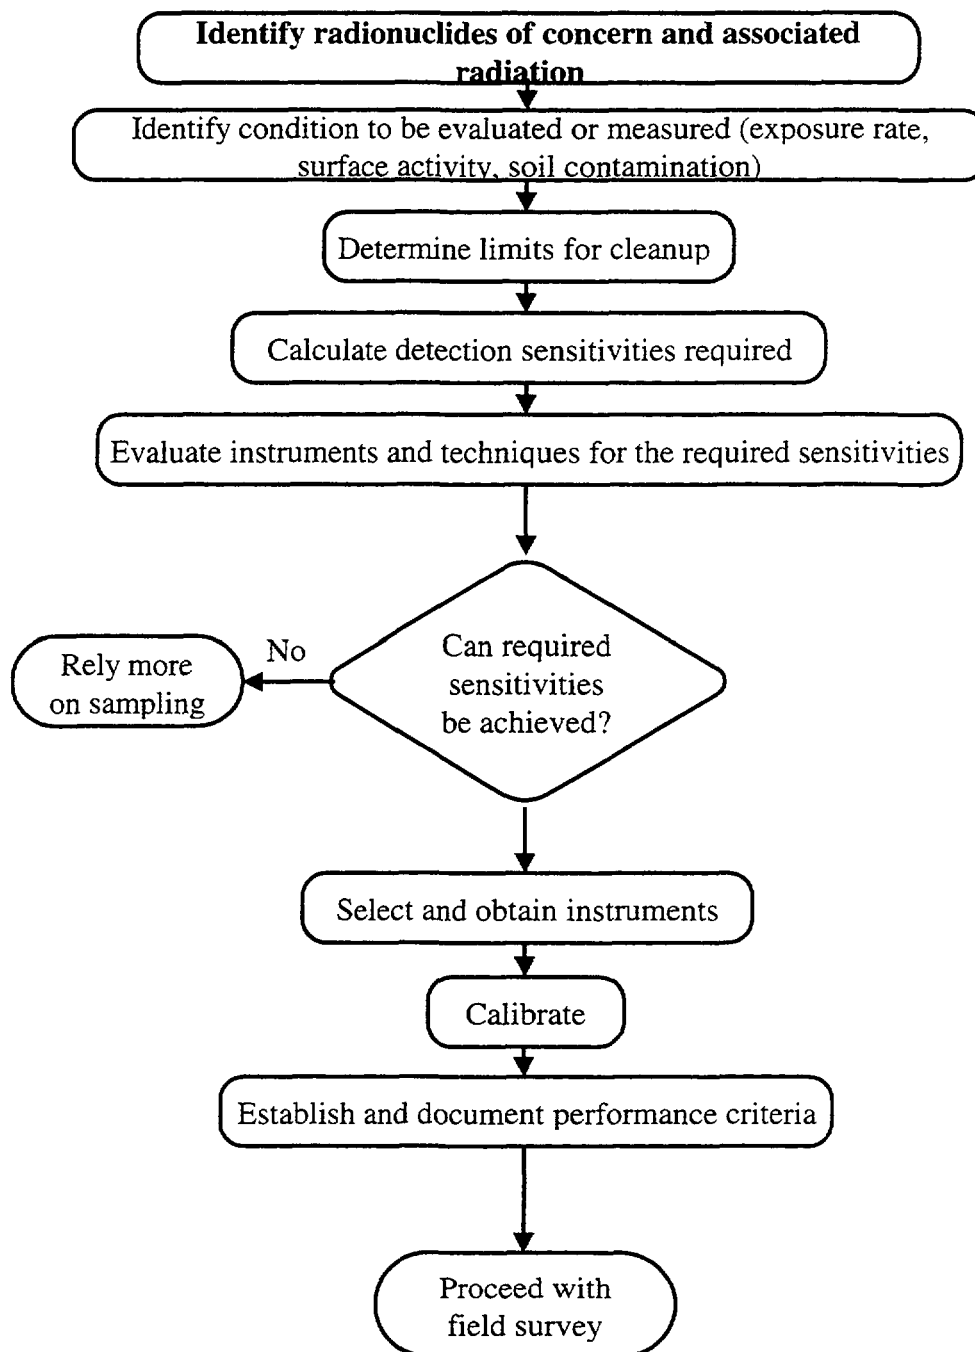 Identify radionuclides of concern and associated
radiation
Identify condition to be evaluated or measured (exposure rate,
surface activity, soil contamination)
Determine limits for cleanup
Calculate detection sensitivities required
Evaluate instruments and techniques for the required sensitivities
Can required
sensitivities
be achieved?
No
Rely more
on sampling
Select and obtain instruments
Calibrate
Establish and document performance criteria
Proceed with
field survey